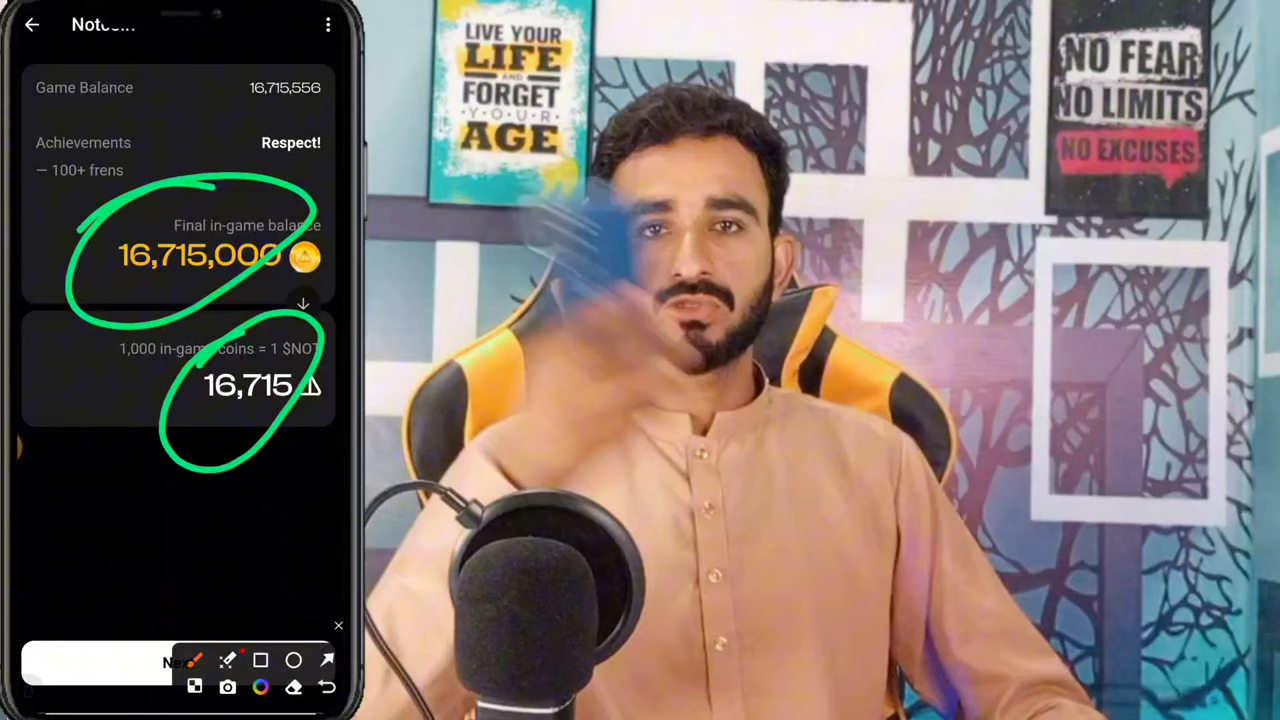 Game Balance 16,715,556
Achievements Respect!
— 100+ frens
Final in-game balance
16,715,000
1,000 in-game coins = 1 $NOT
16,715
LIVE YOUR
LIFE
AND
FORGET
YOUR
AGE
NO FEAR
NO LIMITS
NO EXCUSES